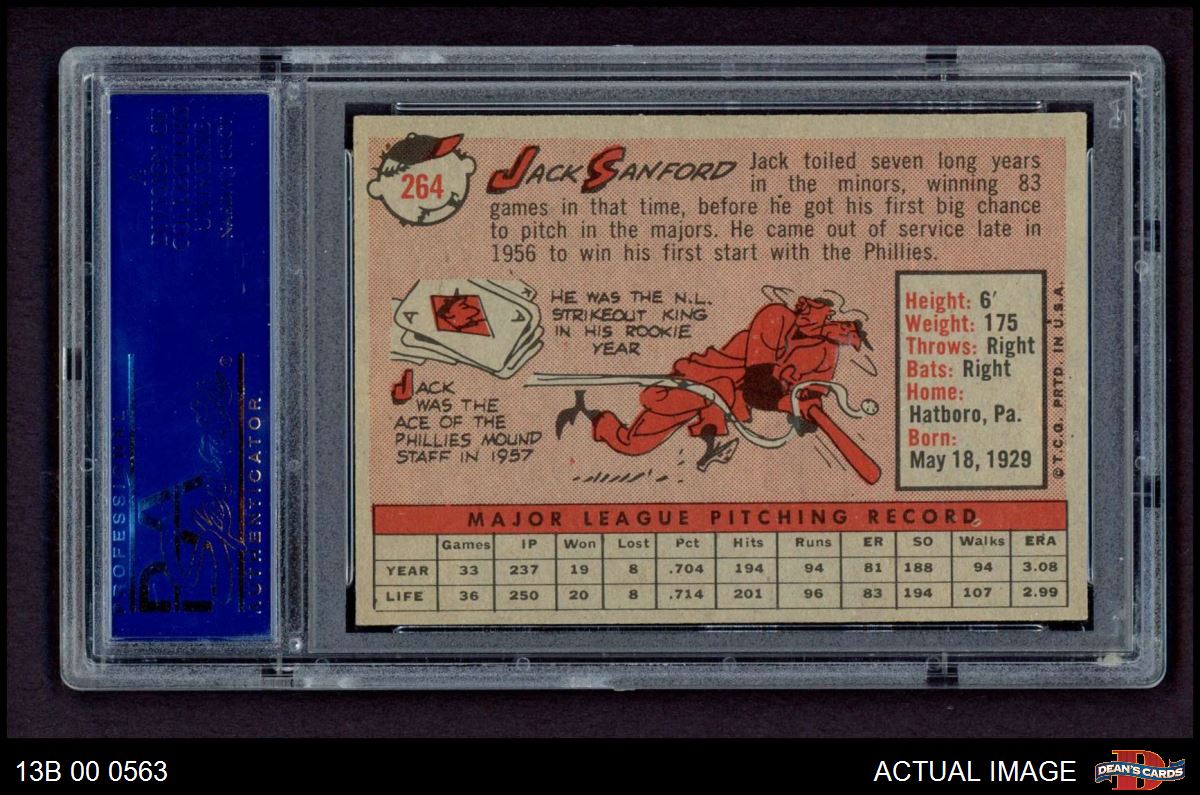 264
JACK SANFORD
Jack toiled seven long years
in the minors, winning 83
games in that time, before he got his first big chance
to pitch in the majors. He came out of service late in
1956 to win his first start with the Phillies.
A
A
HE WAS THE N.L.
STRIKEOUT KING
IN HIS ROOKIE
YEAR
JACK
WAS THE
ACE OF THE
PHILLIES MOUND
STAFF IN 1957
Height: 6'
Weight: 175
Throws: Right
Bats: Right
Home:
Hatboro, Pa.
Born:
May 18, 1929
© T.C.G. PRTD. IN U.S.A.
MAJOR LEAGUE PITCHING RECORD
Games IP Won Lost Pct Hits Runs ER SO Walks ERA
YEAR 33 237 19 8 .704 194 94 81 188 94 3.08
LIFE 36 250 20 8 .714 201 96 83 194 107 2.99
PSA
PROFESSIONAL
AUTHENTICATOR
A
DIVISION OF
COLLECTORS
UNIVERSE
13B 00 0563
ACTUAL IMAGE
D
DEAN'S CARDS